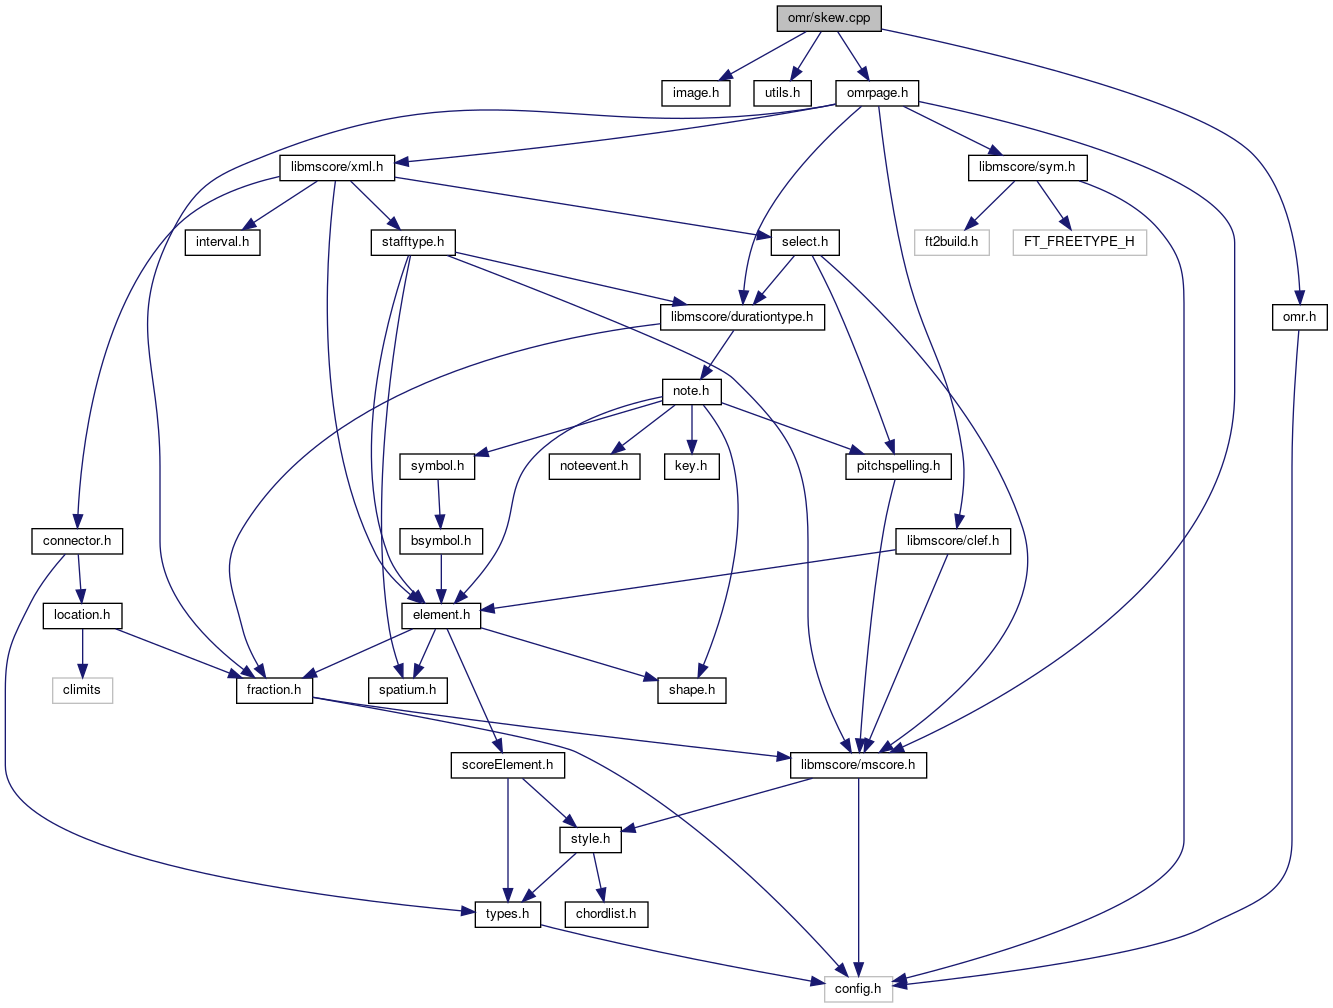 omr/skew.cpp
image.h
utils.h
omrpage.h
libmscore/xml.h
libmscore/sym.h
interval.h
stafftype.h
select.h
ft2build.h
FT_FREETYPE_H
libmscore/durationtype.h
omr.h
note.h
symbol.h
noteevent.h
key.h
pitchspelling.h
connector.h
bsymbol.h
libmscore/clef.h
location.h
element.h
climits
fraction.h
spatium.h
shape.h
scoreElement.h
libmscore/mscore.h
style.h
types.h
chordlist.h
config.h